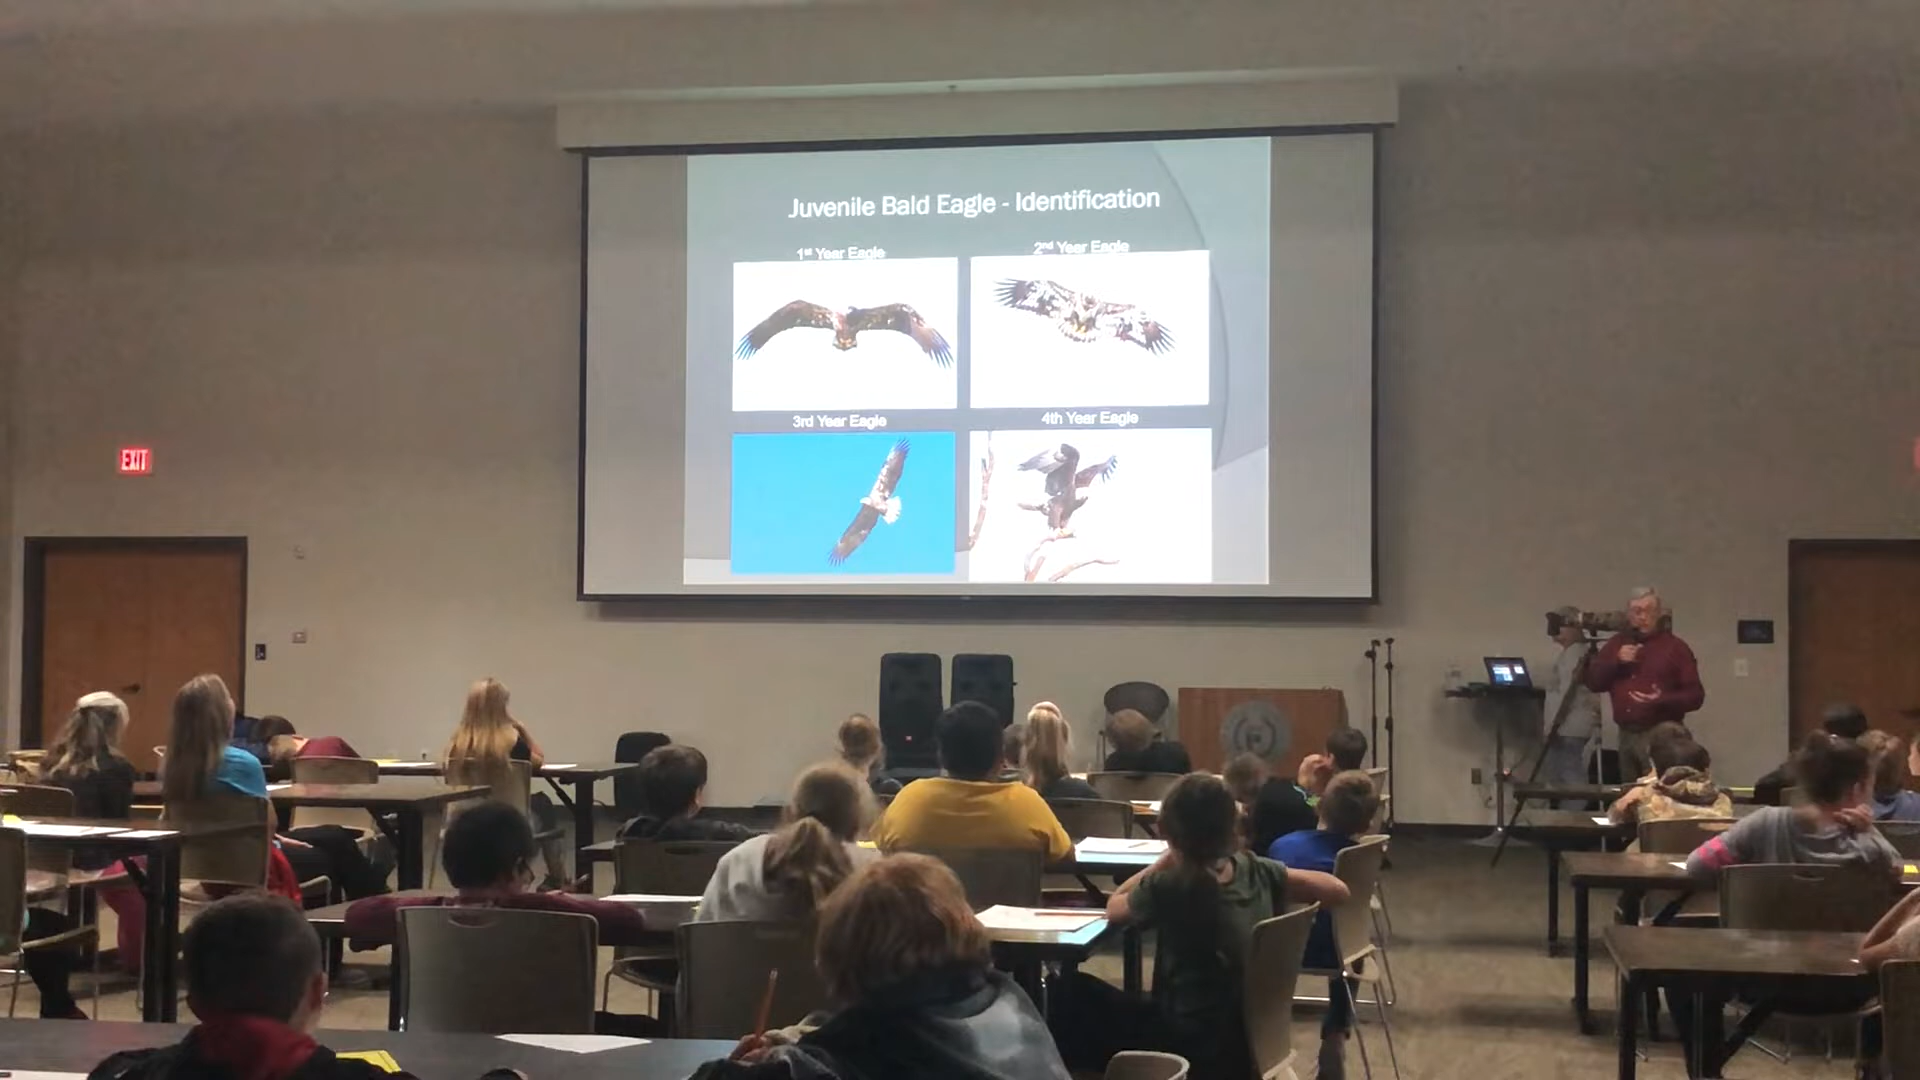 Juvenile Bald Eagle - Identification
1st Year Eagle
2nd Year Eagle
3rd Year Eagle
4th Year Eagle
EXIT